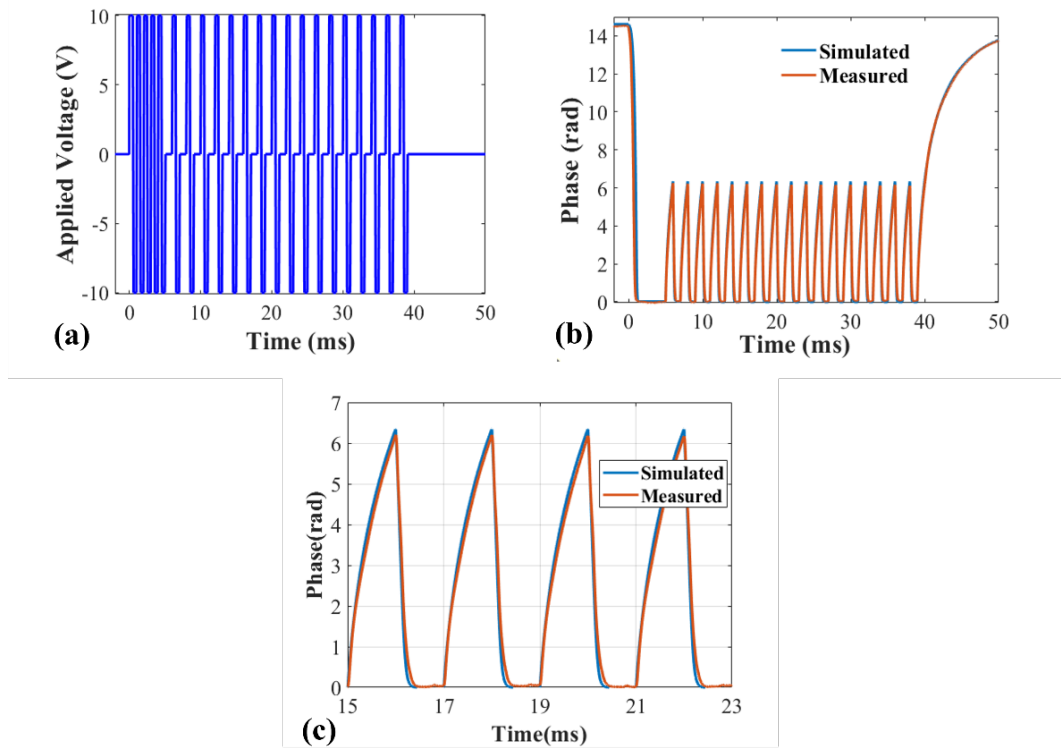 10
5
0
-5
-10
Applied Voltage (V)
0 10 20 30 40 50
Time (ms)
(a)
14
12
10
8
6
4
2
0
Phase (rad)
Simulated
Measured
0 10 20 30 40 50
Time (ms)
(b)
7
6
5
4
3
2
1
0
Phase(rad)
Simulated
Measured
15 17 19 21 23
Time(ms)
(c)